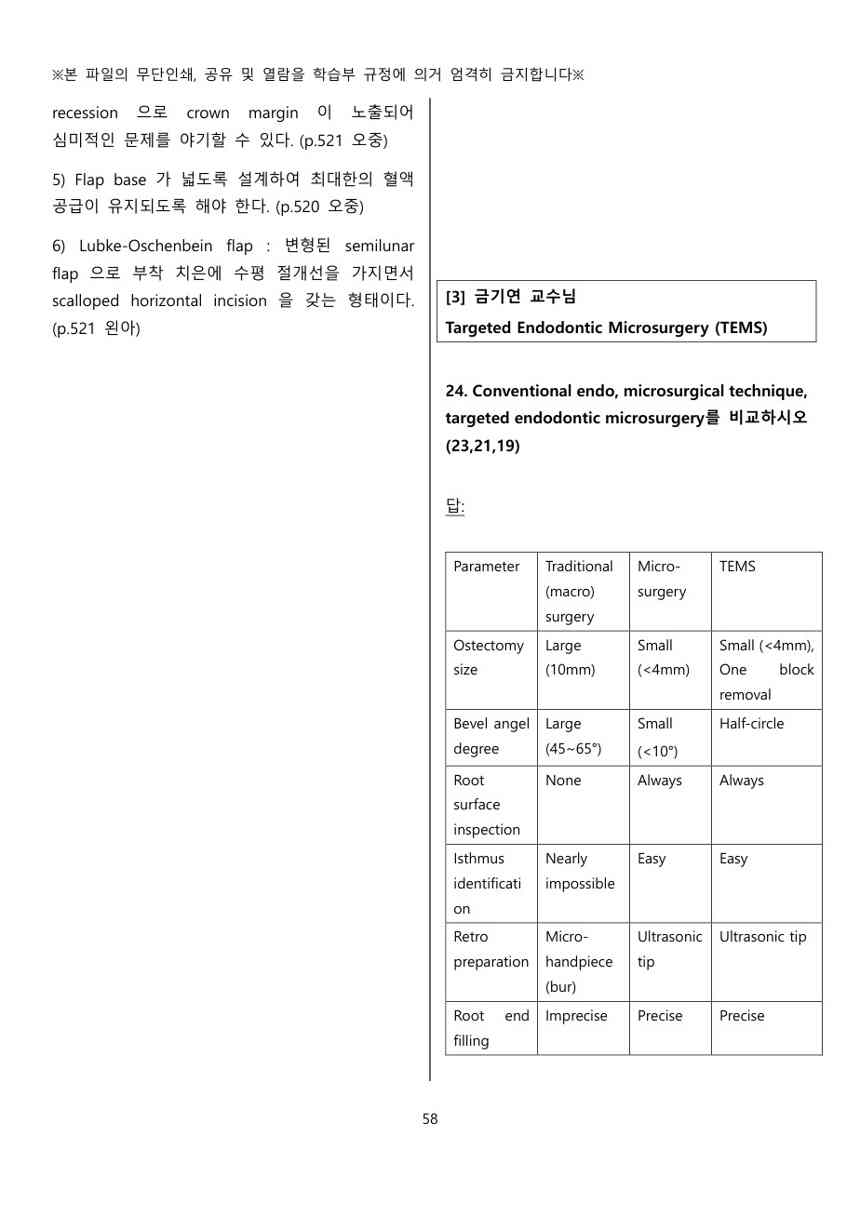 ※본 파일의 무단인쇄, 공유 및 열람을 학습부 규정에 의거 엄격히 금지합니다※
recession 으로 crown margin 이 노출되어
심미적인 문제를 야기할 수 있다. (p.521 오중)
5) Flap base 가 넓도록 설계하여 최대한의 혈액
공급이 유지되도록 해야 한다. (p.520 오중)
6) Lubke-Oschenbein flap : 변형된 semilunar
flap 으로 부착 치은에 수평 절개선을 가지면서
scalloped horizontal incision 을 갖는 형태이다.
(p.521 왼아)
[3] 금기연 교수님
Targeted Endodontic Microsurgery (TEMS)
24. Conventional endo, microsurgical technique,
targeted endodontic microsurgery를 비교하시오
(23,21,19)
답:
Parameter
Traditional
(macro)
surgery
Micro-
surgery
TEMS
Ostectomy
size
Large
(10mm)
Small
(<4mm)
Small (<4mm),
One block
removal
Bevel angel
degree
Large
(45~65°)
Small
(<10°)
Half-circle
Root
surface
inspection
None
Always
Always
Isthmus
identificati
on
Nearly
impossible
Easy
Easy
Retro
preparation
Micro-
handpiece
(bur)
Ultrasonic
tip
Ultrasonic tip
Root end
filling
Imprecise
Precise
Precise
58